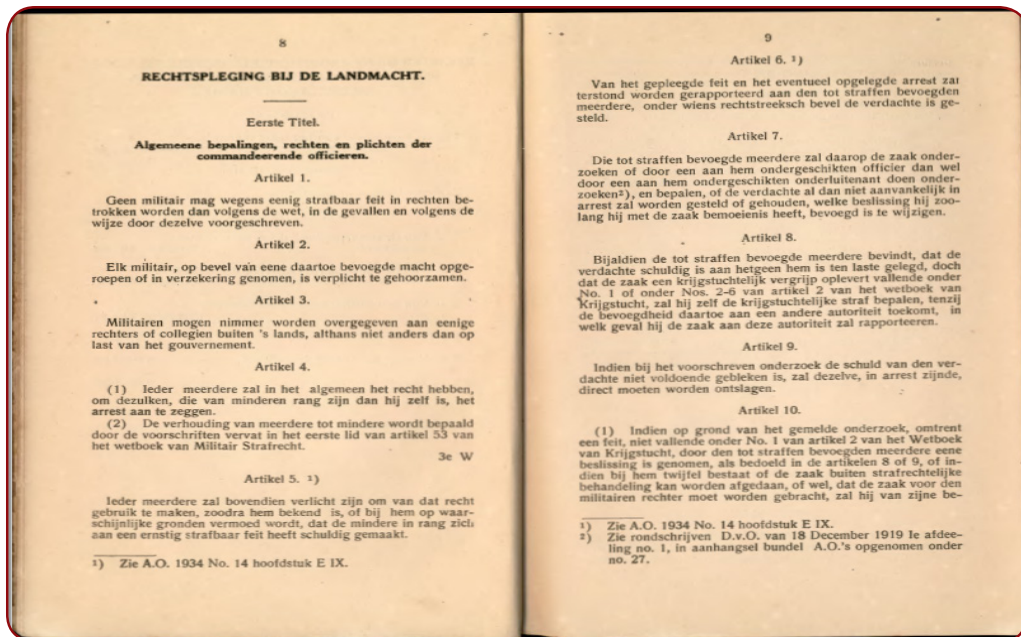 8
RECHTSPLEGING BIJ DE LANDMACHT.
Eerste Titel.
Algemeene bepalingen, rechten en plichten der
commandeerende officieren.
Artikel 1.
Geen militair mag wegens eenig strafbaar feit in rechten be-
trokken worden dan volgens de wet, in de gevallen en volgens de
wijze door dezelve voorgeschreven.
Artikel 2.
Elk militair, op bevel van eene daartoe bevoegde macht opge-
roepen of in verzekering genomen, is verplicht te gehoorzamen.
Artikel 3.
Militairen mogen nimmer worden overgegeven aan eenige
rechters of collegien buiten 's lands, althans niet anders dan op
last van het gouvernement.
Artikel 4.
(1) Ieder meerdere zal in het algemeen het recht hebben,
om dezulken, die van minderen rang zijn dan hij zelf is, het
arrest aan te zeggen.
(2) De verhouding van meerdere tot mindere wordt bepaald
door de voorschriften vervat in het eerste lid van artikel 53 van
het wetboek van Militair Strafrecht.
3e W
Artikel 5. 1)
Ieder meerdere zal bovendien verlicht zijn om van dat recht
gebruik te maken, zoodra hem bekend is, of bij hem op waar-
schijnlijke gronden vermoed wordt, dat de mindere in rang zich
aan een ernstig strafbaar feit heeft schuldig gemaakt.
1) Zie A.O. 1934 No. 14 hoofdstuk E IX.
9
Artikel 6. 1)
Van het gepleegde feit en het eventueel opgelegde arrest zal
terstond worden gerapporteerd aan den tot straffen bevoegden
meerdere, onder wiens rechtstreeksch bevel de verdachte is ge-
steld.
Artikel 7.
Die tot straffen bevoegde meerdere zal daarop de zaak onder-
zoeken of door een aan hem ondergeschikten officier dan wel
door een aan hem ondergeschikten onderluitenant doen onder-
zoeken2), en bepalen, of de verdachte al dan niet aanvankelijk in
arrest zal worden gesteld of gehouden, welke beslissing hij zoo-
lang hij met de zaak bemoeienis heeft, bevoegd is te wijzigen.
Artikel 8.
Bijaldien de tot straffen bevoegde meerdere bevindt, dat de
verdachte schuldig is aan hetgeen hem is ten laste gelegd, doch
dat de zaak een krijgstuchtelijk vergrijp oplevert vallende onder
No. 1 of onder Nos. 2-6 van artikel 2 van het wetboek van
Krijgstucht, zal hij zelf de krijgstuchtelijke straf bepalen, tenzij
de bevoegdheid daartoe aan een andere autoriteit toekomt, in
welk geval hij de zaak aan deze autoriteit zal rapporteeren.
Artikel 9.
Indien bij het voorschreven onderzoek de schuld van den ver-
dachte niet voldoende gebleken is, zal dezelve, in arrest zijnde,
direct moeten worden ontslagen.
Artikel 10.
(1) Indien op grond van het gemelde onderzoek, omtrent
een feit, niet vallende onder No. 1 van artikel 2 van het Wetboek
van Krijgstucht, door den tot straffen bevoegden meerdere eene
beslissing is genomen, als bedoeld in de artikelen 8 of 9, of in-
dien bij hem twijfel bestaat of de zaak buiten strafrechtelijke
behandeling kan worden afgedaan, of wel, dat de zaak voor den
militairen rechter moet worden gebracht, zal hij van zijne be-
1) Zie A.O. 1934 No. 14 hoofdstuk E IX.
2) Zie rondschrijven D.v.O. van 18 December 1919 Ie afdee-
ling no. 1, in aanhangsel bundel A.O.'s opgenomen onder
no. 27.